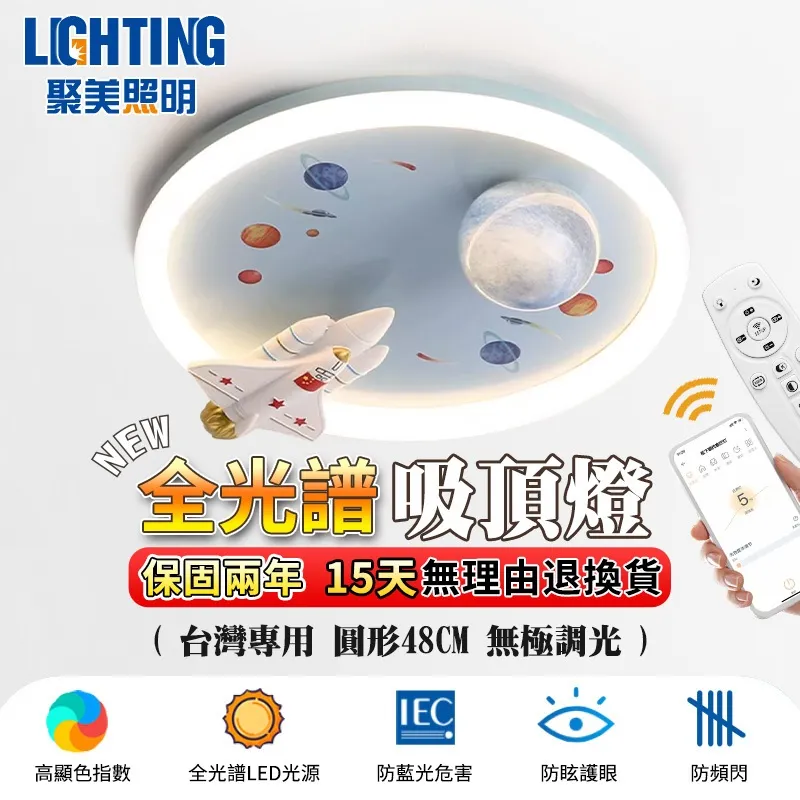 LIGHTING
聚美照明
NEW
全光譜吸頂燈
保固兩年 15天無理由退換貨
( 台灣專用 圓形48CM 無極調光 )
IEC
高顯色指數
全光譜LED光源
防藍光危害
防眩護眼
防頻閃